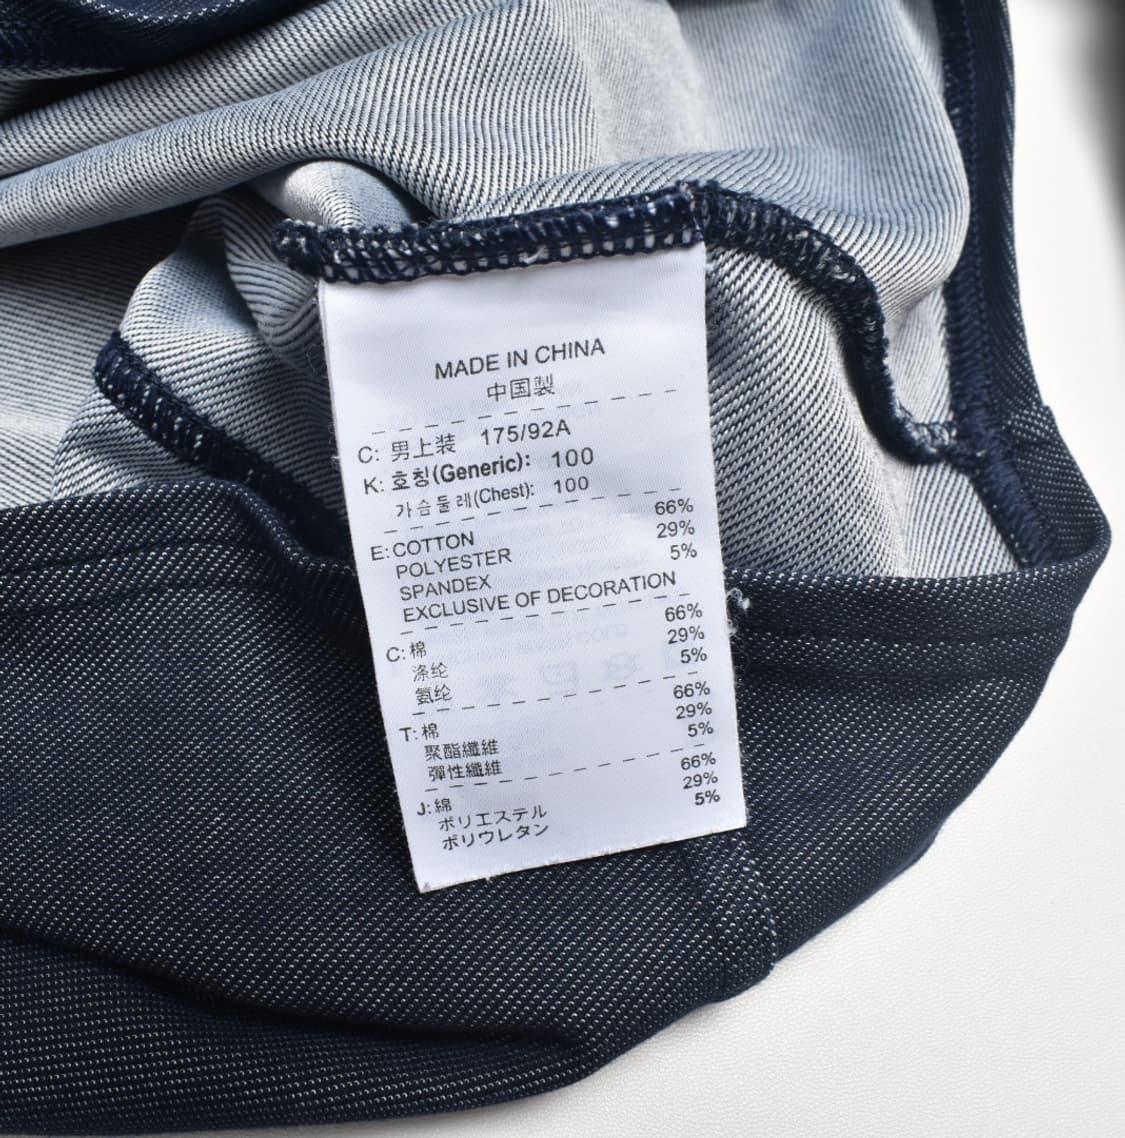 MADE IN CHINA
中国製
C: 男上装 175/92A
K: 호칭(Generic): 100
가슴둘레(Chest): 100
E: COTTON 66%
POLYESTER 29%
SPANDEX 5%
EXCLUSIVE OF DECORATION
C: 棉 66%
涤纶 29%
氨纶 5%
T: 棉 66%
聚酯纖維 29%
彈性纖維 5%
J: 綿 66%
ポリエステル 29%
ポリウレタン 5%